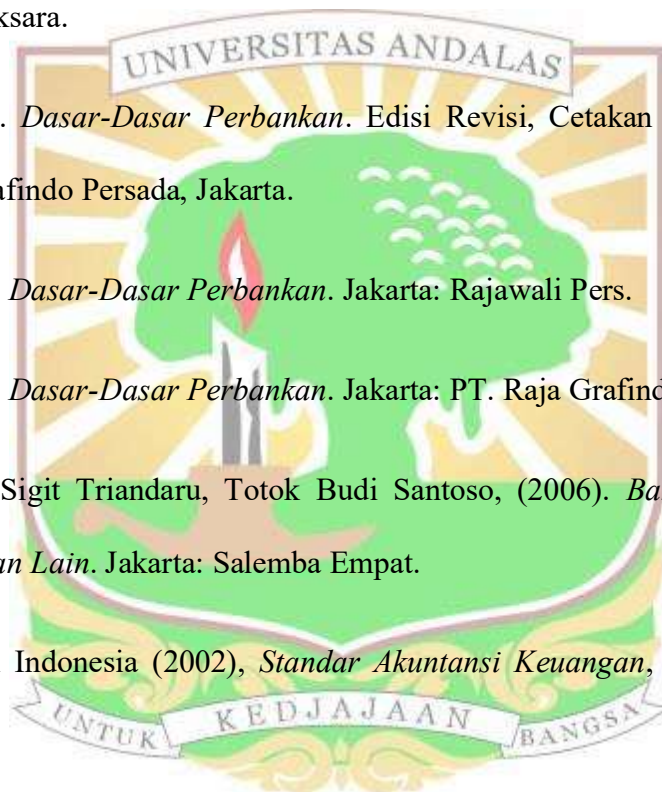 ksara.
UNIVERSITAS ANDALAS
. Dasar-Dasar Perbankan. Edisi Revisi, Cetakan
afindo Persada, Jakarta.
Dasar-Dasar Perbankan. Jakarta: Rajawali Pers.
Dasar-Dasar Perbankan. Jakarta: PT. Raja Grafind
Sigit Triandaru, Totok Budi Santoso, (2006). Ba
an Lain. Jakarta: Salemba Empat.
Indonesia (2002), Standar Akuntansi Keuangan,
UNTUK KEDJAJAAN BANGSA